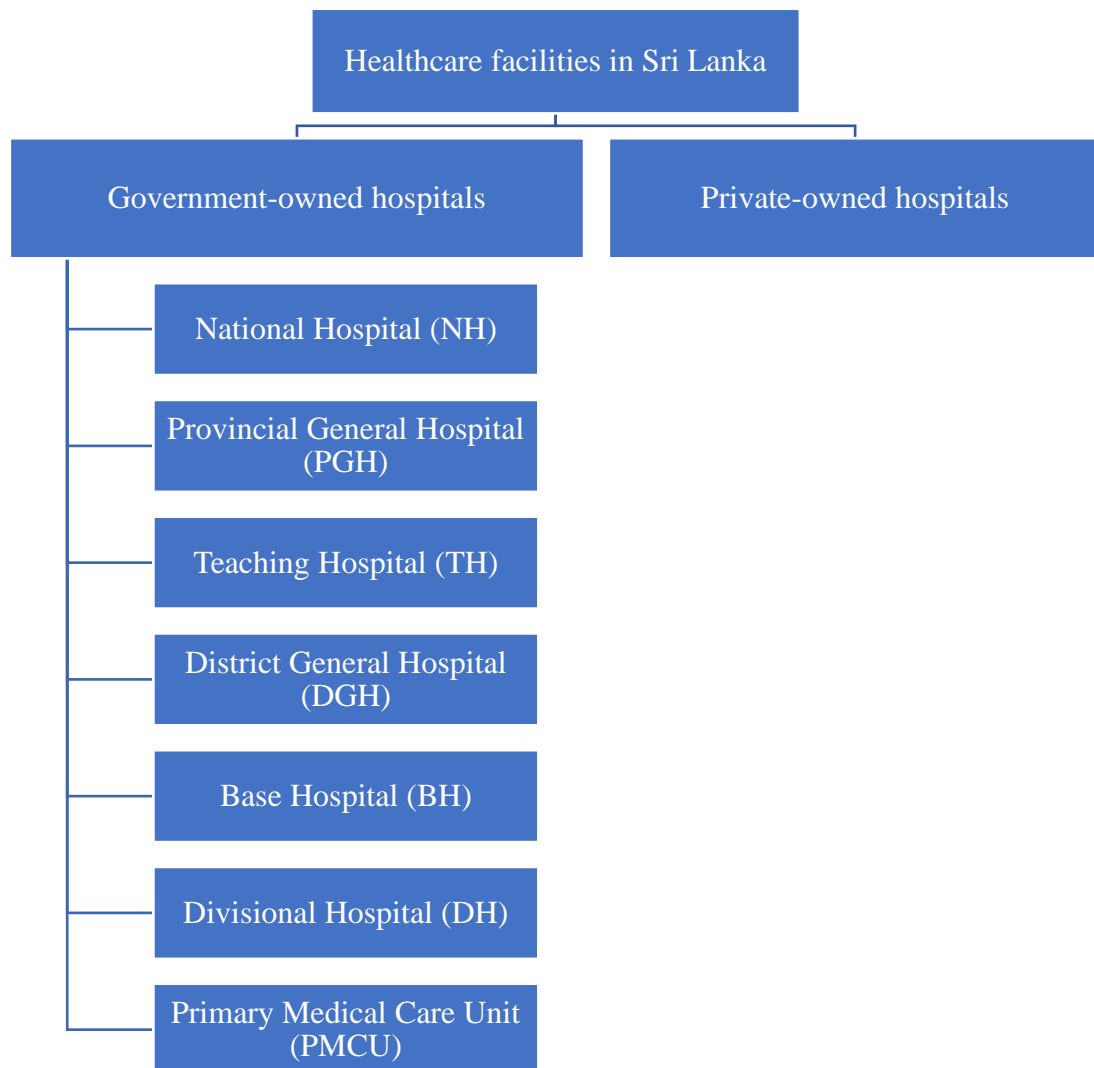 Healthcare facilities in Sri Lanka
Government-owned hospitals
Private-owned hospitals
National Hospital (NH)
Provincial General Hospital
(PGH)
Teaching Hospital (TH)
District General Hospital
(DGH)
Base Hospital (BH)
Divisional Hospital (DH)
Primary Medical Care Unit
(PMCU)